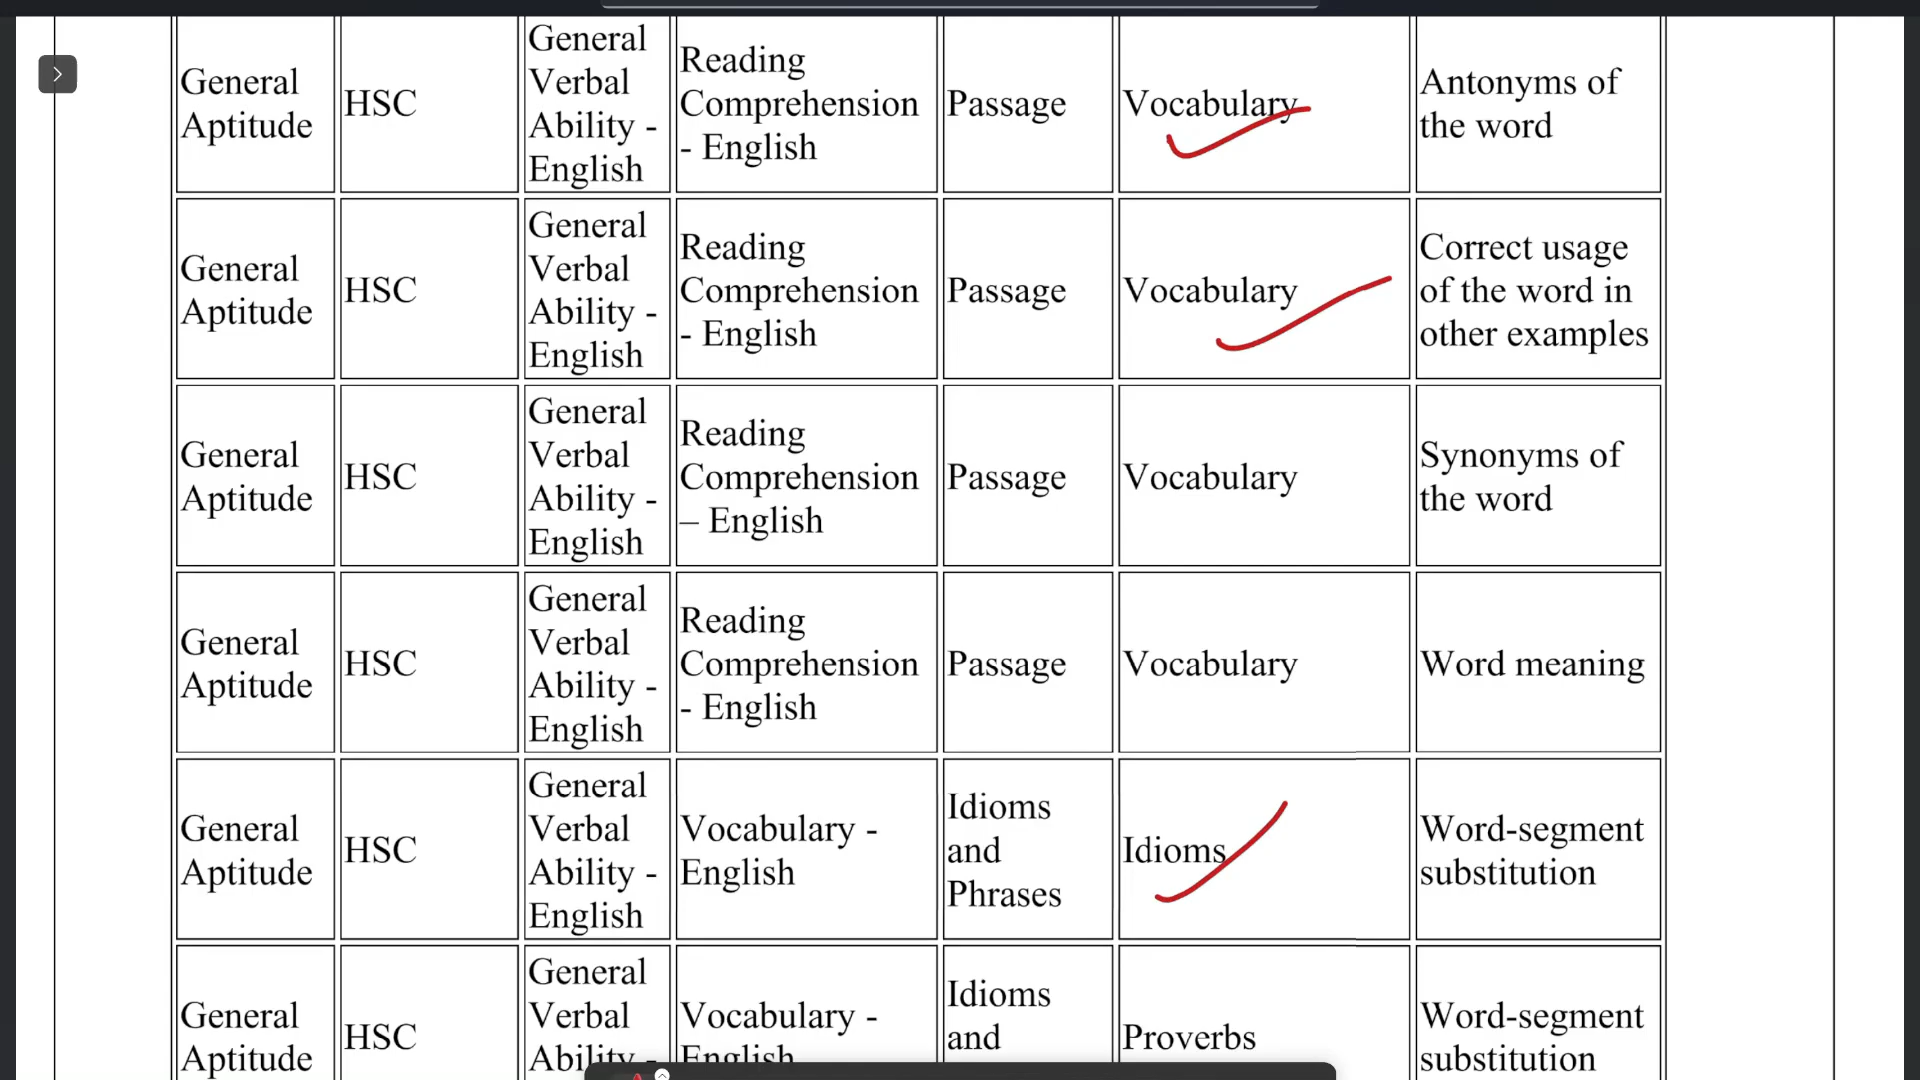 General
Aptitude
HSC
General
Verbal
Ability -
English
Reading
Comprehension
- English
Passage
Vocabulary
Antonyms of
the word
General
Aptitude
HSC
General
Verbal
Ability -
English
Reading
Comprehension
- English
Passage
Vocabulary
Correct usage
of the word in
other examples
General
Aptitude
HSC
General
Verbal
Ability -
English
Reading
Comprehension
– English
Passage
Vocabulary
Synonyms of
the word
General
Aptitude
HSC
General
Verbal
Ability -
English
Reading
Comprehension
- English
Passage
Vocabulary
Word meaning
General
Aptitude
HSC
General
Verbal
Ability -
English
Vocabulary -
English
Idioms
and
Phrases
Idioms
Word-segment
substitution
General
Aptitude
HSC
General
Verbal
Ability -
Vocabulary -
English
Idioms
and
Proverbs
Word-segment
substitution